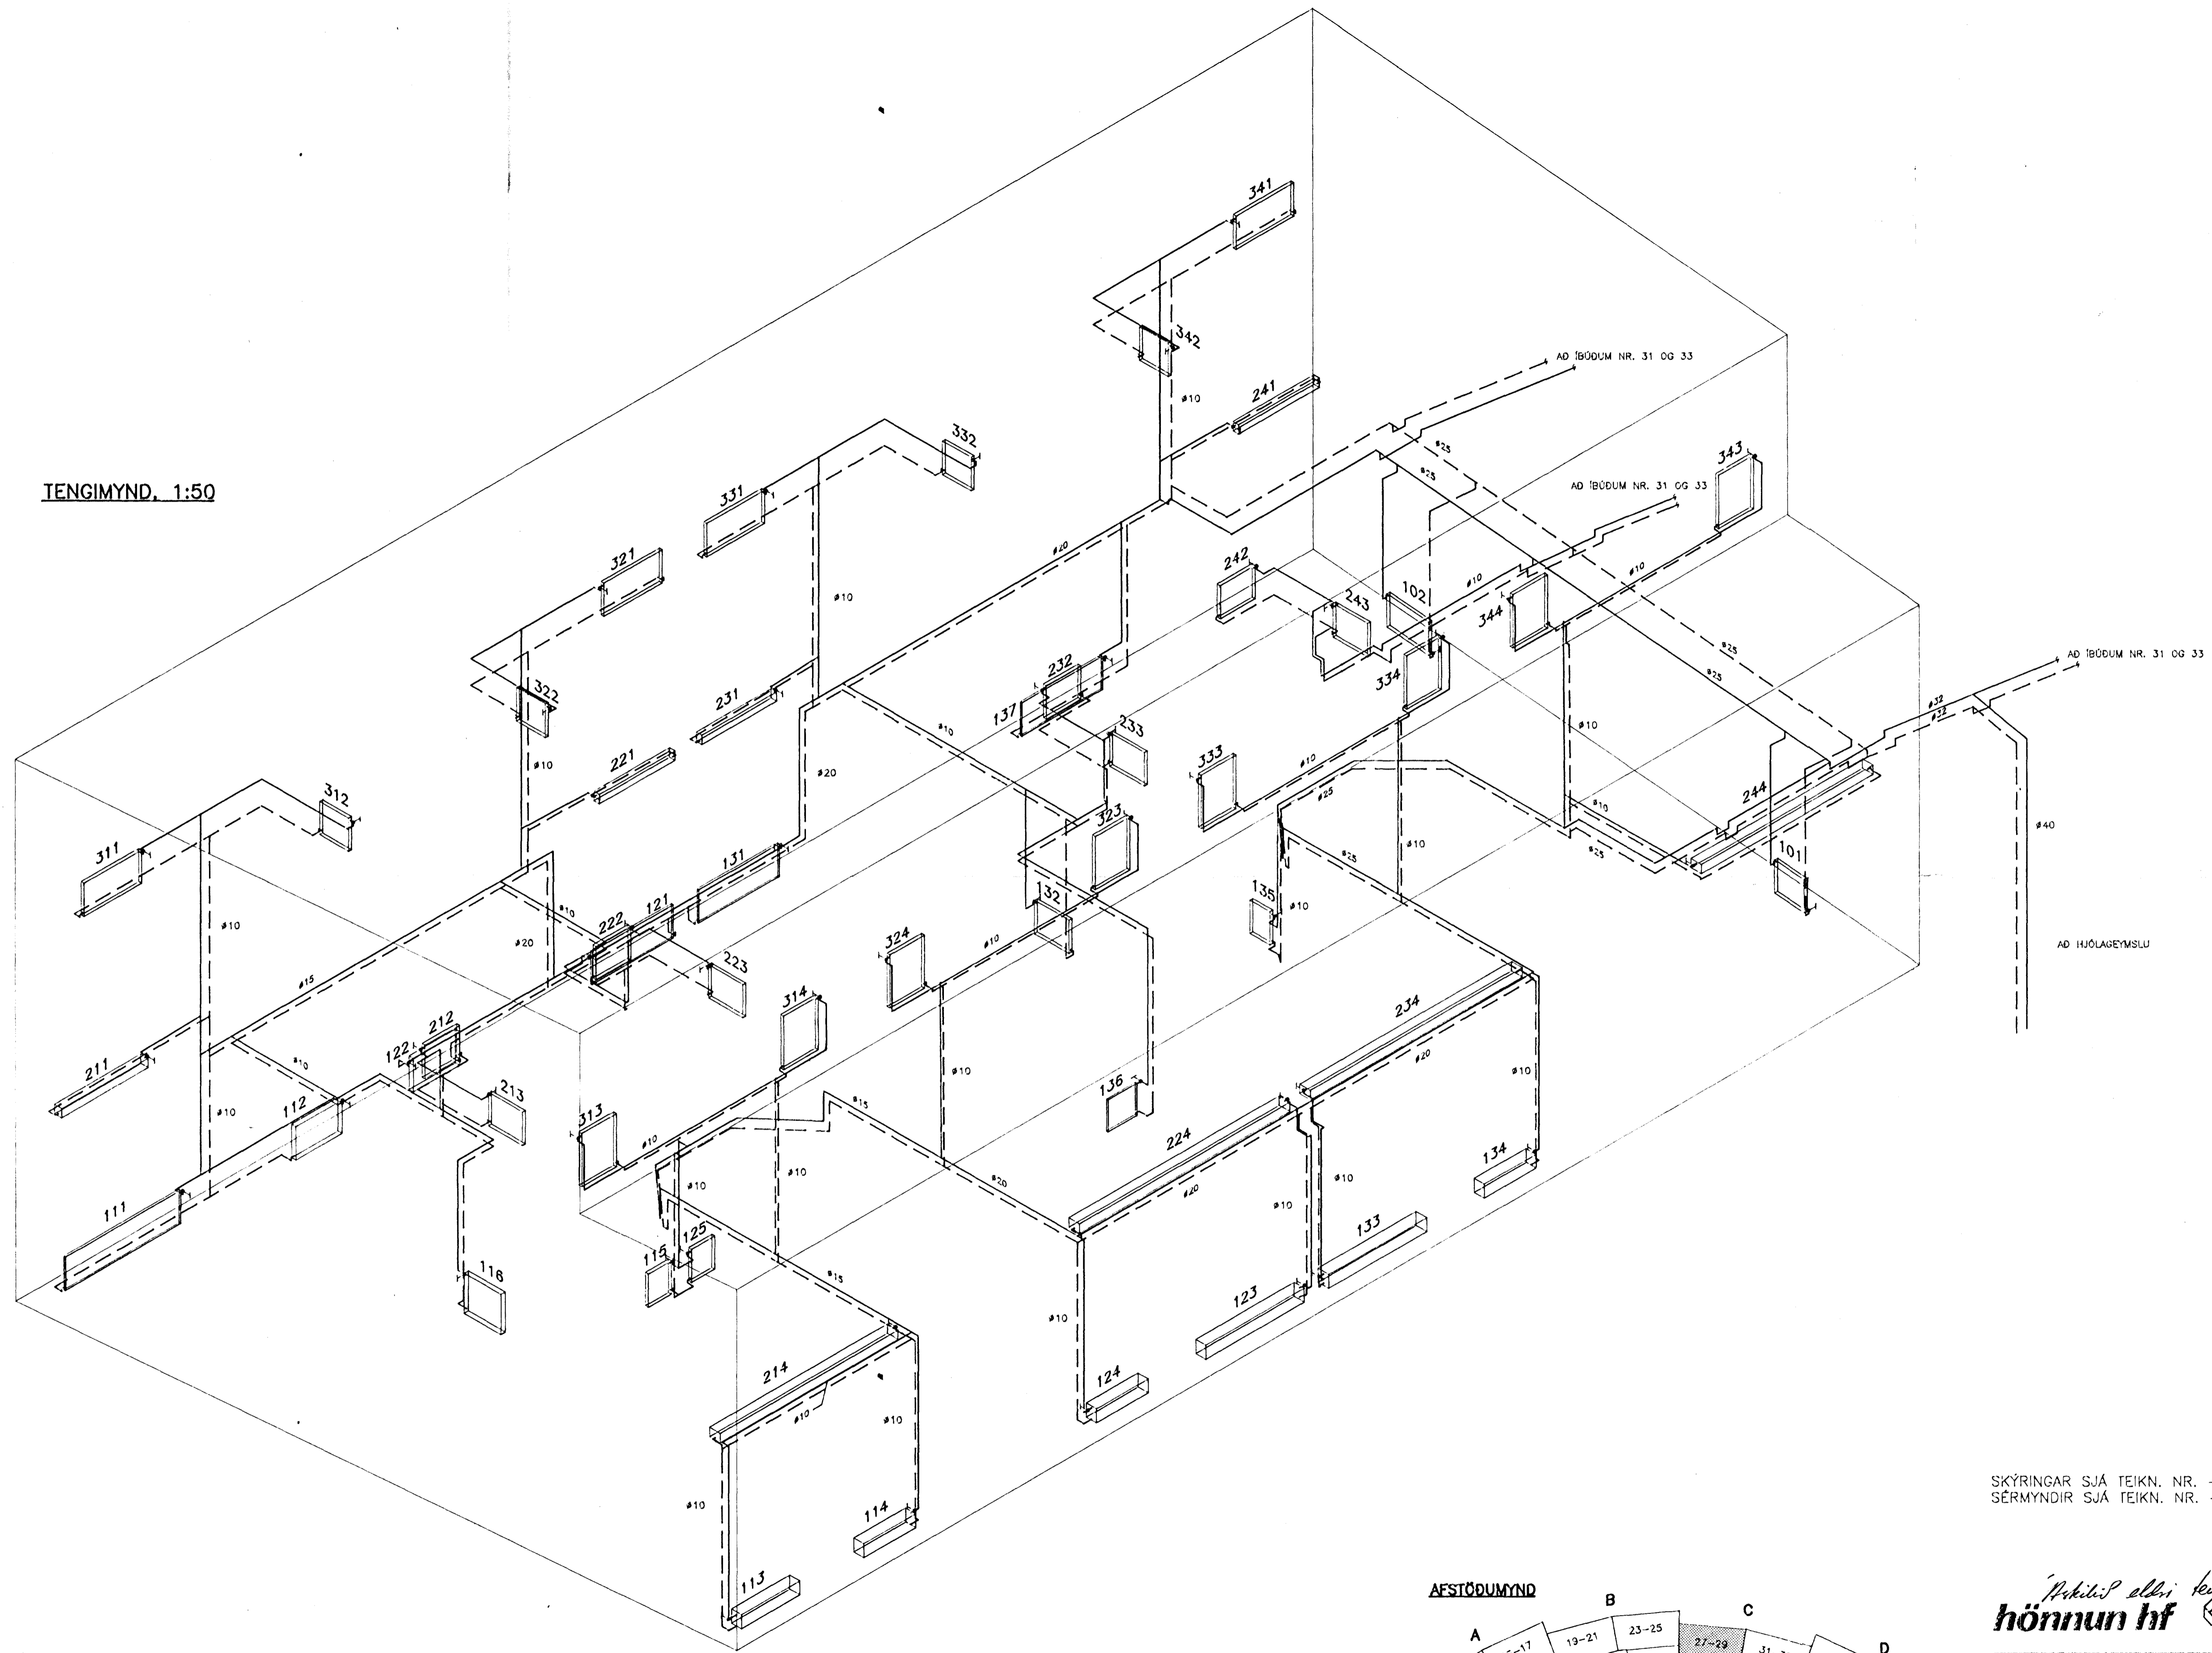 341
342
AÐ ÍBÚÐUM NR. 31 OG 33
ø10
241
332
ø25
343
TENGIMYND, 1:50
ø25
AÐ ÍBÚÐUM NR. 31 OG 33
331
321
ø20
242
ø10
ø10
102
344
ø10
243
ø25
AÐ ÍBÚÐUM NR. 31 OG 33
232
334
ø25
322
231
137
ø32
ø32
ø10
233
ø10
221
ø10
ø20
333
ø10
312
ø25
244
ø10
323
ø40
311
131
ø10
ø25
ø25
101
132
135
ø10
121
222
ø10
ø10
324
ø10
AÐ HJÓLAGEYMSLU
ø20
223
ø15
314
234
212
122
211
ø10
ø20
213
ø10
136
ø10
112
ø10
313
ø15
224
ø10
134
ø10
ø10
ø20
ø20
ø10
111
ø10
133
115
125
116
ø15
123
ø10
214
124
ø10
ø10
SKÝRINGAR SJÁ TEIKN. NR. -
SÉRMYNDIR SJÁ TEIKN. NR. -
ø10
114
113
AFSTÖÐUMYND
B
C
hönnun hf
A
-17
19-21
23-25
27-29
D